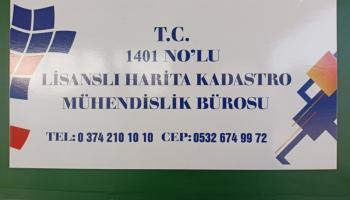 T.C.
1401 NO'LU
LİSANSLI HARİTA KADASTRO
MÜHENDİSLİK BÜROSU
TEL: 0 374 210 10 10 CEP: 0532 674 99 72